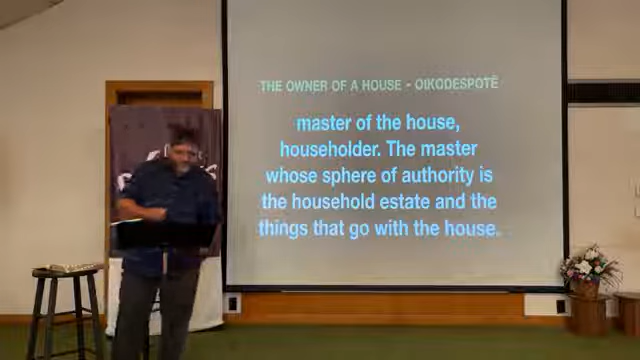 THE OWNER OF A HOUSE - OIKODESPOTĒ
master of the house,
householder. The master
whose sphere of authority is
the household estate and the
things that go with the house.